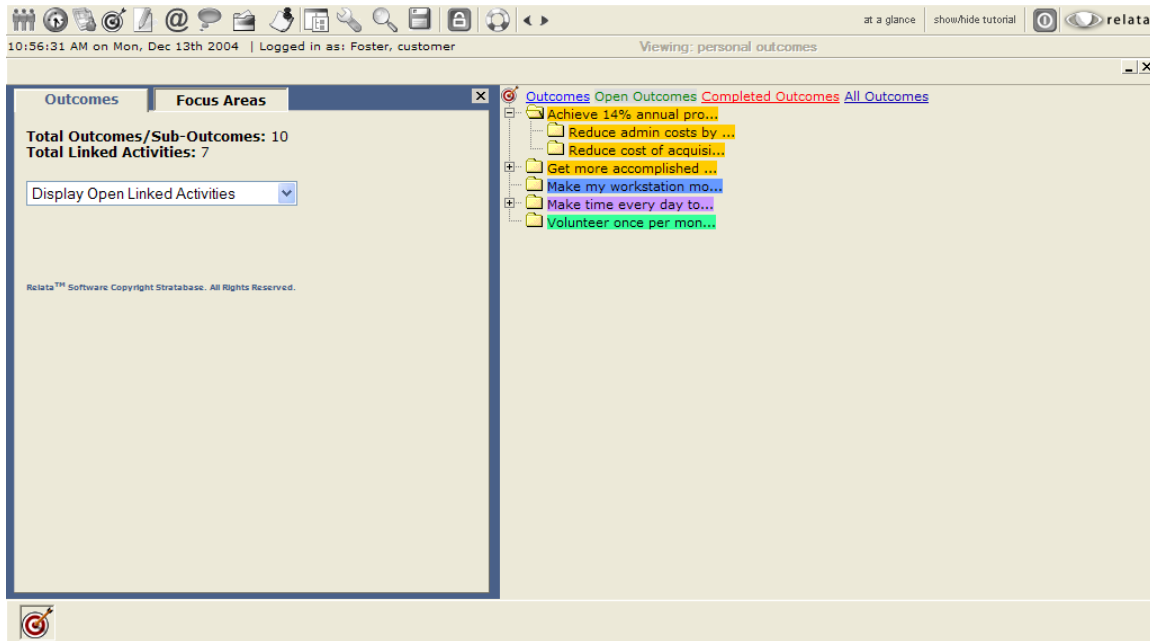 at a glance show/hide tutorial relata
10:56:31 AM on Mon, Dec 13th 2004 | Logged in as: Foster, customer
Viewing: personal outcomes
Outcomes
Focus Areas
Total Outcomes/Sub-Outcomes: 10
Total Linked Activities: 7
Display Open Linked Activities
Relata™ Software Copyright Stratabase. All Rights Reserved.
Outcomes Open Outcomes Completed Outcomes All Outcomes
Achieve 14% annual pro...
Reduce admin costs by ...
Reduce cost of acquisi...
Get more accomplished ...
Make my workstation mo...
Make time every day to...
Volunteer once per mon...